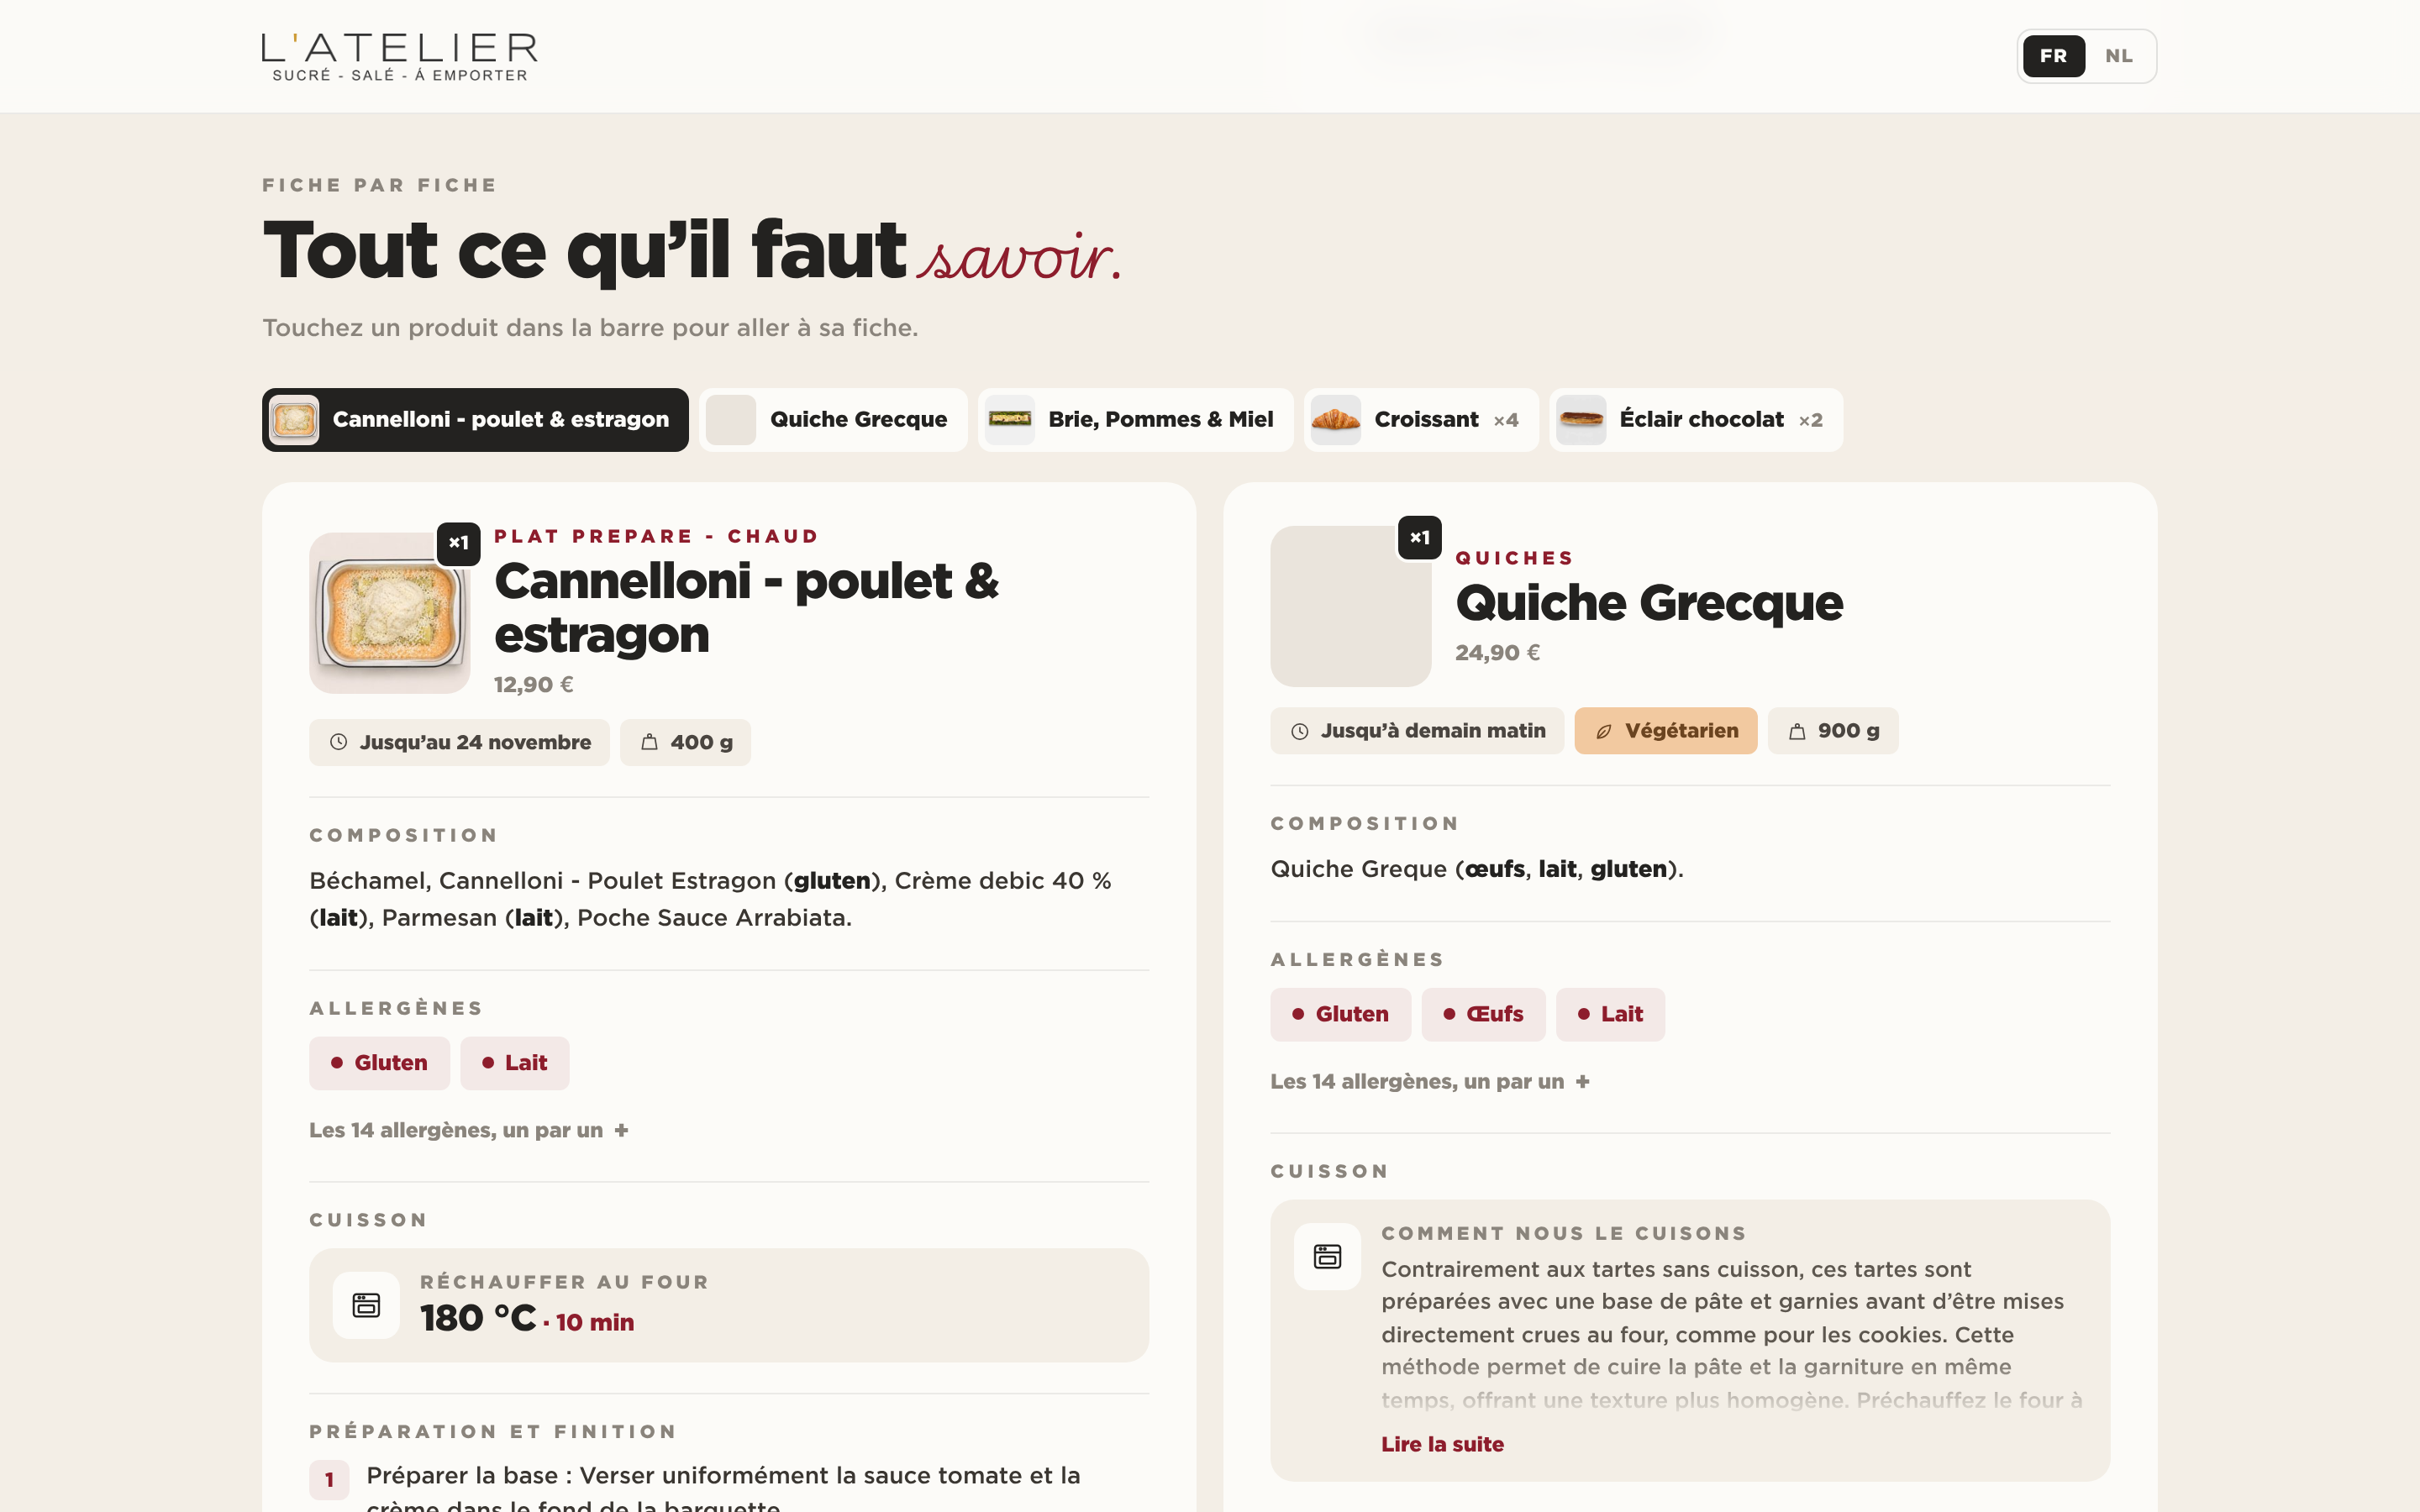 L'ATELIER
SUCRÉ - SALÉ - Á EMPORTER
FR NL
FICHE PAR FICHE
Tout ce qu’il faut savoir.
Touchez un produit dans la barre pour aller à sa fiche.
Cannelloni - poulet & estragon
Quiche Grecque
Brie, Pommes & Miel
Croissant ×4
Éclair chocolat ×2
×1
PLAT PREPARE - CHAUD
Cannelloni - poulet &
estragon
12,90 €
Jusqu’au 24 novembre
400 g
COMPOSITION
Béchamel, Cannelloni - Poulet Estragon (gluten), Crème debic 40 %
(lait), Parmesan (lait), Poche Sauce Arrabiata.
ALLERGÈNES
Gluten
Lait
Les 14 allergènes, un par un +
CUISSON
RÉCHAUFFER AU FOUR
180 °C · 10 min
PRÉPARATION ET FINITION
1 Préparer la base : Verser uniformément la sauce tomate et la
crème dans le fond de la barquette
×1
QUICHES
Quiche Grecque
24,90 €
Jusqu’à demain matin
Végétarien
900 g
COMPOSITION
Quiche Greque (œufs, lait, gluten).
ALLERGÈNES
Gluten
Œufs
Lait
Les 14 allergènes, un par un +
CUISSON
COMMENT NOUS LE CUISONS
Contrairement aux tartes sans cuisson, ces tartes sont
préparées avec une base de pâte et garnies avant d’être mises
directement crues au four, comme pour les cookies. Cette
méthode permet de cuire la pâte et la garniture en même
temps, offrant une texture plus homogène. Préchauffez le four à
Lire la suite